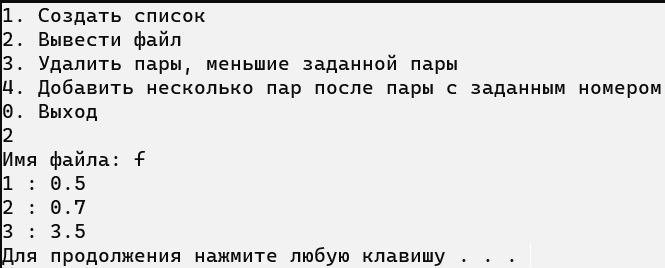 1. Создать список
2. Вывести файл
3. Удалить пары, меньшие заданной пары
4. Добавить несколько пар после пары с заданным номером
0. Выход
2
Имя файла: f
1 : 0.5
2 : 0.7
3 : 3.5
Для продолжения нажмите любую клавишу . . .